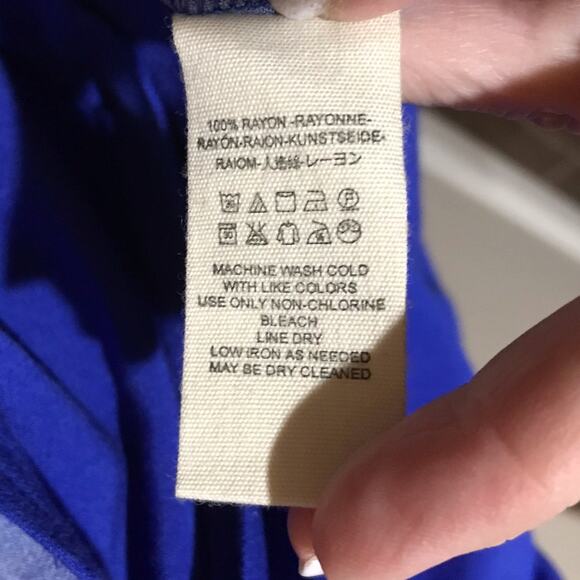 100% RAYON -RAYONNE-
RAYÓN-RAION-KUNSTSEIDE-
RAIOM-人造絲-レーヨン
MACHINE WASH COLD
WITH LIKE COLORS
USE ONLY NON-CHLORINE
BLEACH
LINE DRY
LOW IRON AS NEEDED
MAY BE DRY CLEANED